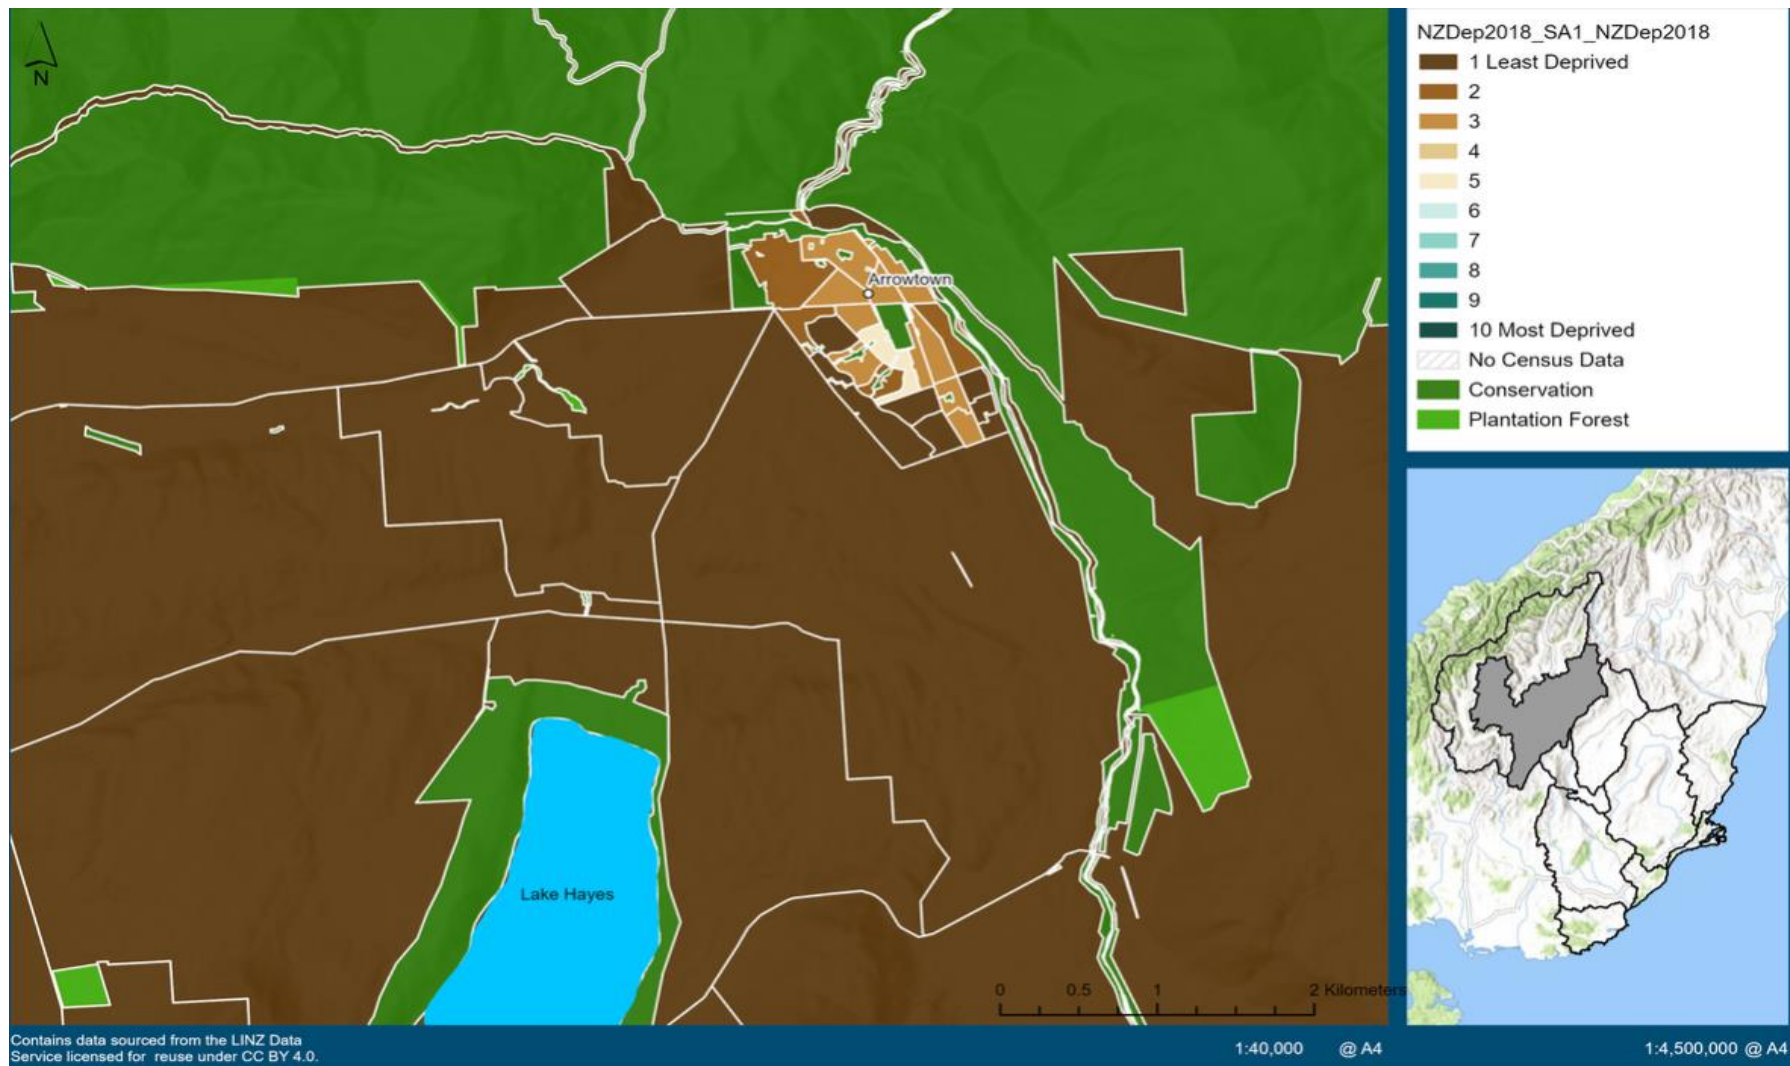 N
Arrowtown
Lake Hayes
0 0.5 1 2 Kilometers
Contains data sourced from the LINZ Data
Service licensed for reuse under CC BY 4.0.
1:40,000 @ A4
NZDep2018_SA1_NZDep2018
1 Least Deprived
2
3
4
5
6
7
8
9
10 Most Deprived
No Census Data
Conservation
Plantation Forest
1:4,500,000 @ A4